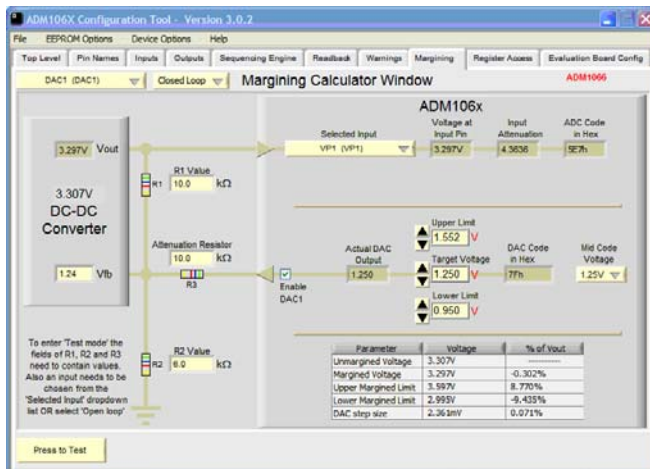 ADM106X Configuration Tool - Version 3.0.2
File EEPROM Options Device Options Help
Top Level Pin Names Inputs Outputs Sequencing Engine Readback Warnings Margining Register Access Evaluation Board Config
DAC1 (DAC1) Closed Loop Margining Calculator Window ADM1066
ADM106x
Selected Input Voltage at Input Pin Input Attenuation ADC Code in Hex
3.297V Vout VP1 (VP1) 3.297V 4.3636 5E7h
R1 Value
R1 10.0 kΩ
3.307V
DC-DC
Converter
Attenuation Resistor
10.0 kΩ
R3
1.24 Vfb
Enable
DAC1
Actual DAC
Output
1.250
Upper Limit
1.552 V
Target Voltage
1.250 V
Lower Limit
0.950 V
DAC Code
in Hex
7Fh
Mid Code
Voltage
1.25V
To enter 'Test mode' the
fields of R1, R2 and R3
need to contain values.
Also an input needs to be
chosen from the
'Selected Input' dropdown
list OR select 'Open loop'
R2 Value
R2 6.0 kΩ
Parameter Voltage % of Vout
Unmargined Voltage 3.307V ----------
Margined Voltage 3.297V -0.302%
Upper Margined Limit 3.597V 8.770%
Lower Margined Limit 2.995V -9.435%
DAC step size 2.361mV 0.071%
Press to Test